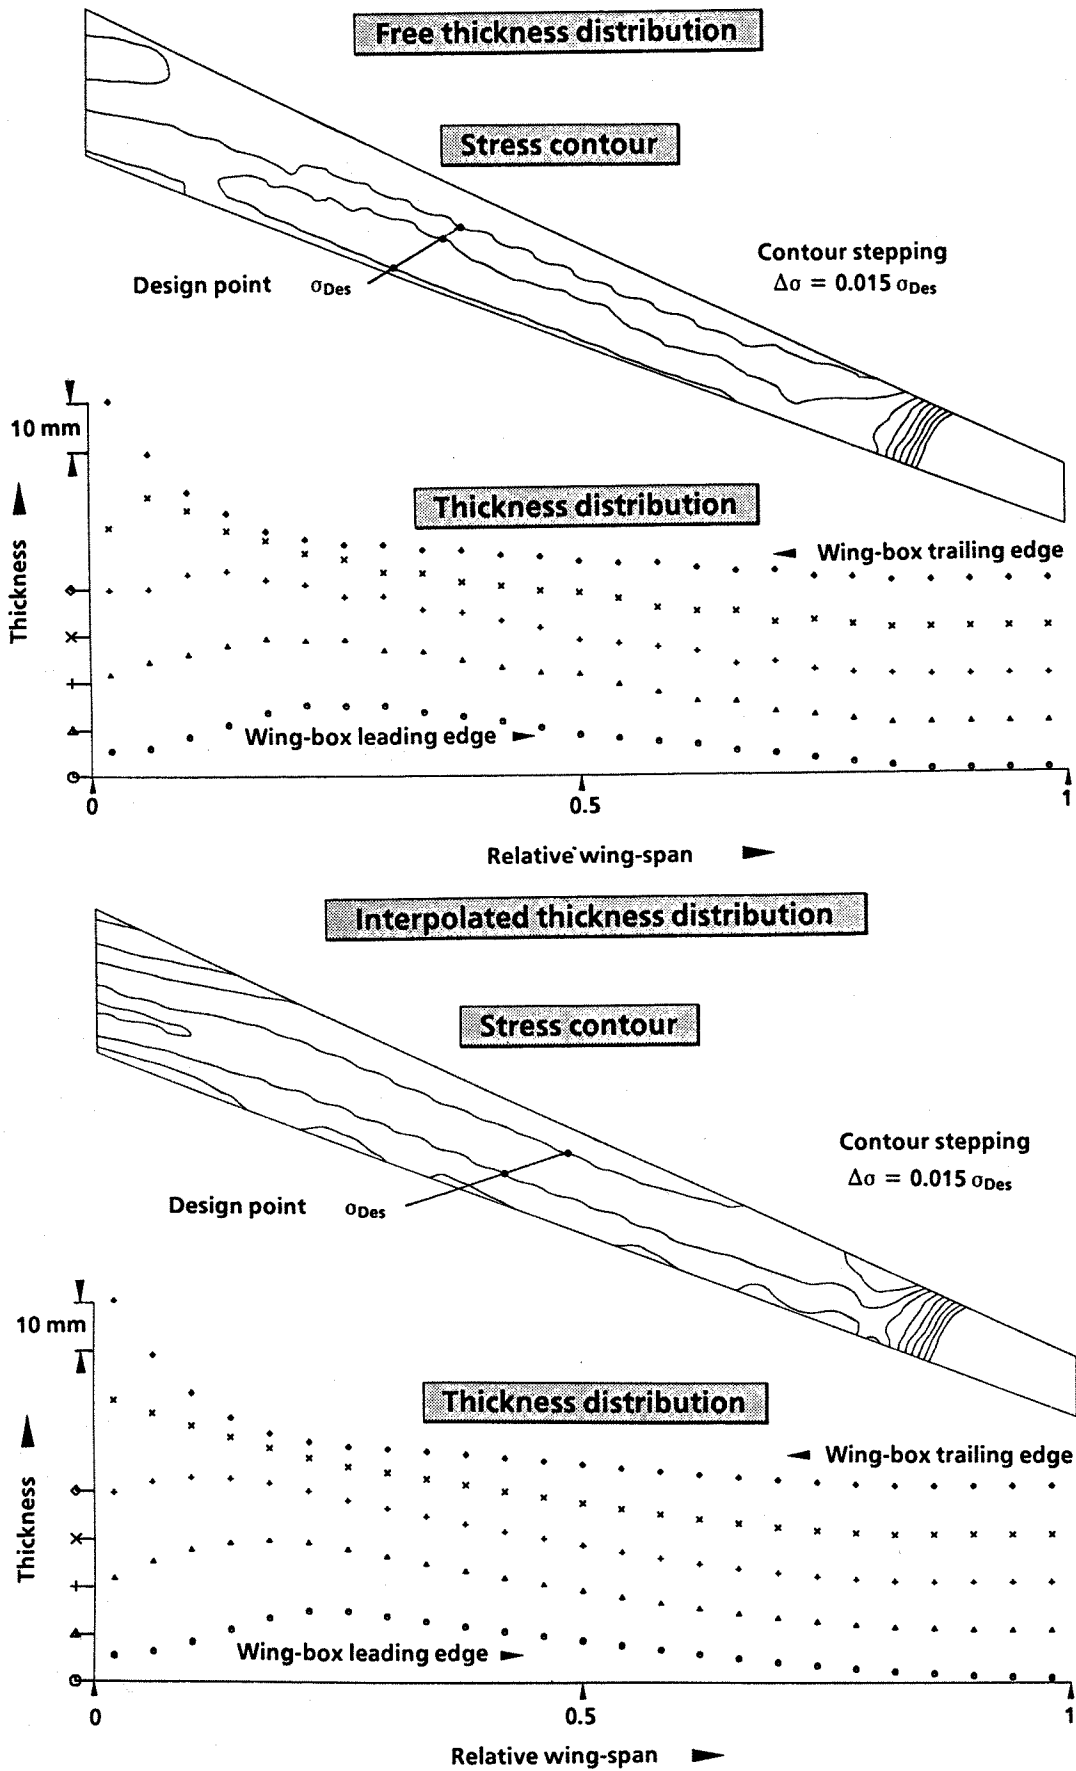 Free thickness distribution
Stress contour
Contour stepping
Δσ = 0.015 σDes
Design point σDes
10 mm
Thickness distribution
Wing-box trailing edge
Thickness
Wing-box leading edge
0 0.5 1
Relative wing-span
Interpolated thickness distribution
Stress contour
Contour stepping
Δσ = 0.015 σDes
Design point σDes
10 mm
Thickness distribution
Wing-box trailing edge
Thickness
Wing-box leading edge
0 0.5 1
Relative wing-span